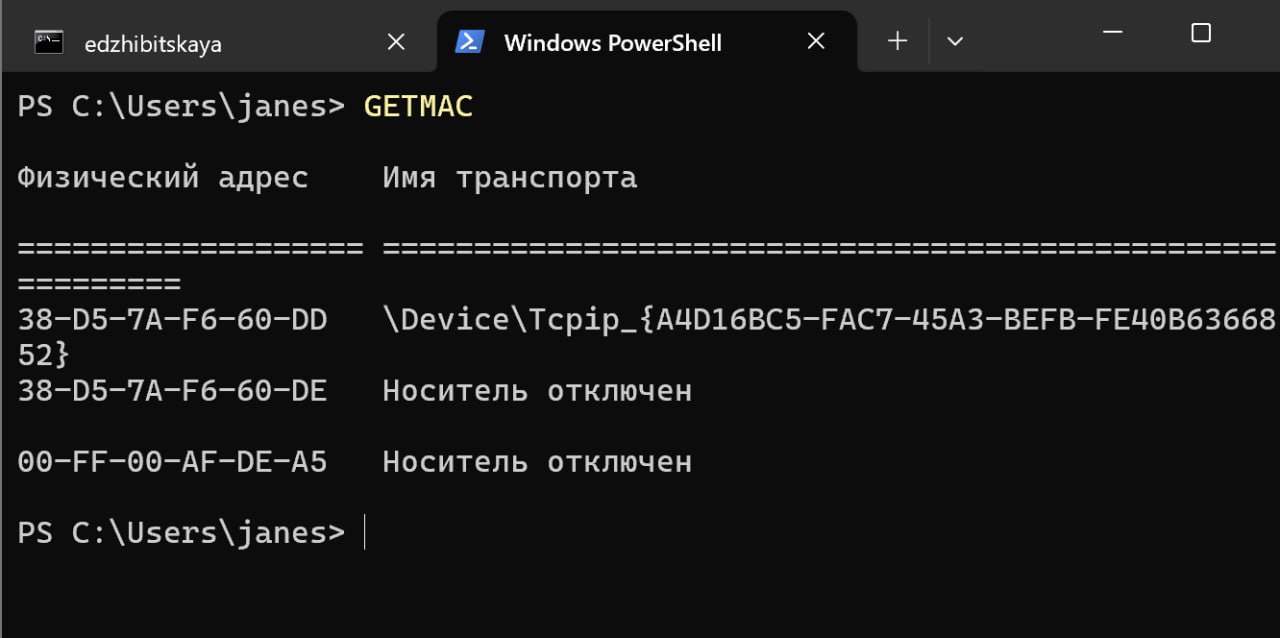 edzhibitskaya Windows PowerShell
PS C:\Users\janes> GETMAC
Физический адрес    Имя транспорта
=================== =================================================
=========
38-D5-7A-F6-60-DD   \Device\Tcpip_{A4D16BC5-FAC7-45A3-BEFB-FE40B63668
52}
38-D5-7A-F6-60-DE   Носитель отключен
00-FF-00-AF-DE-A5   Носитель отключен
PS C:\Users\janes>